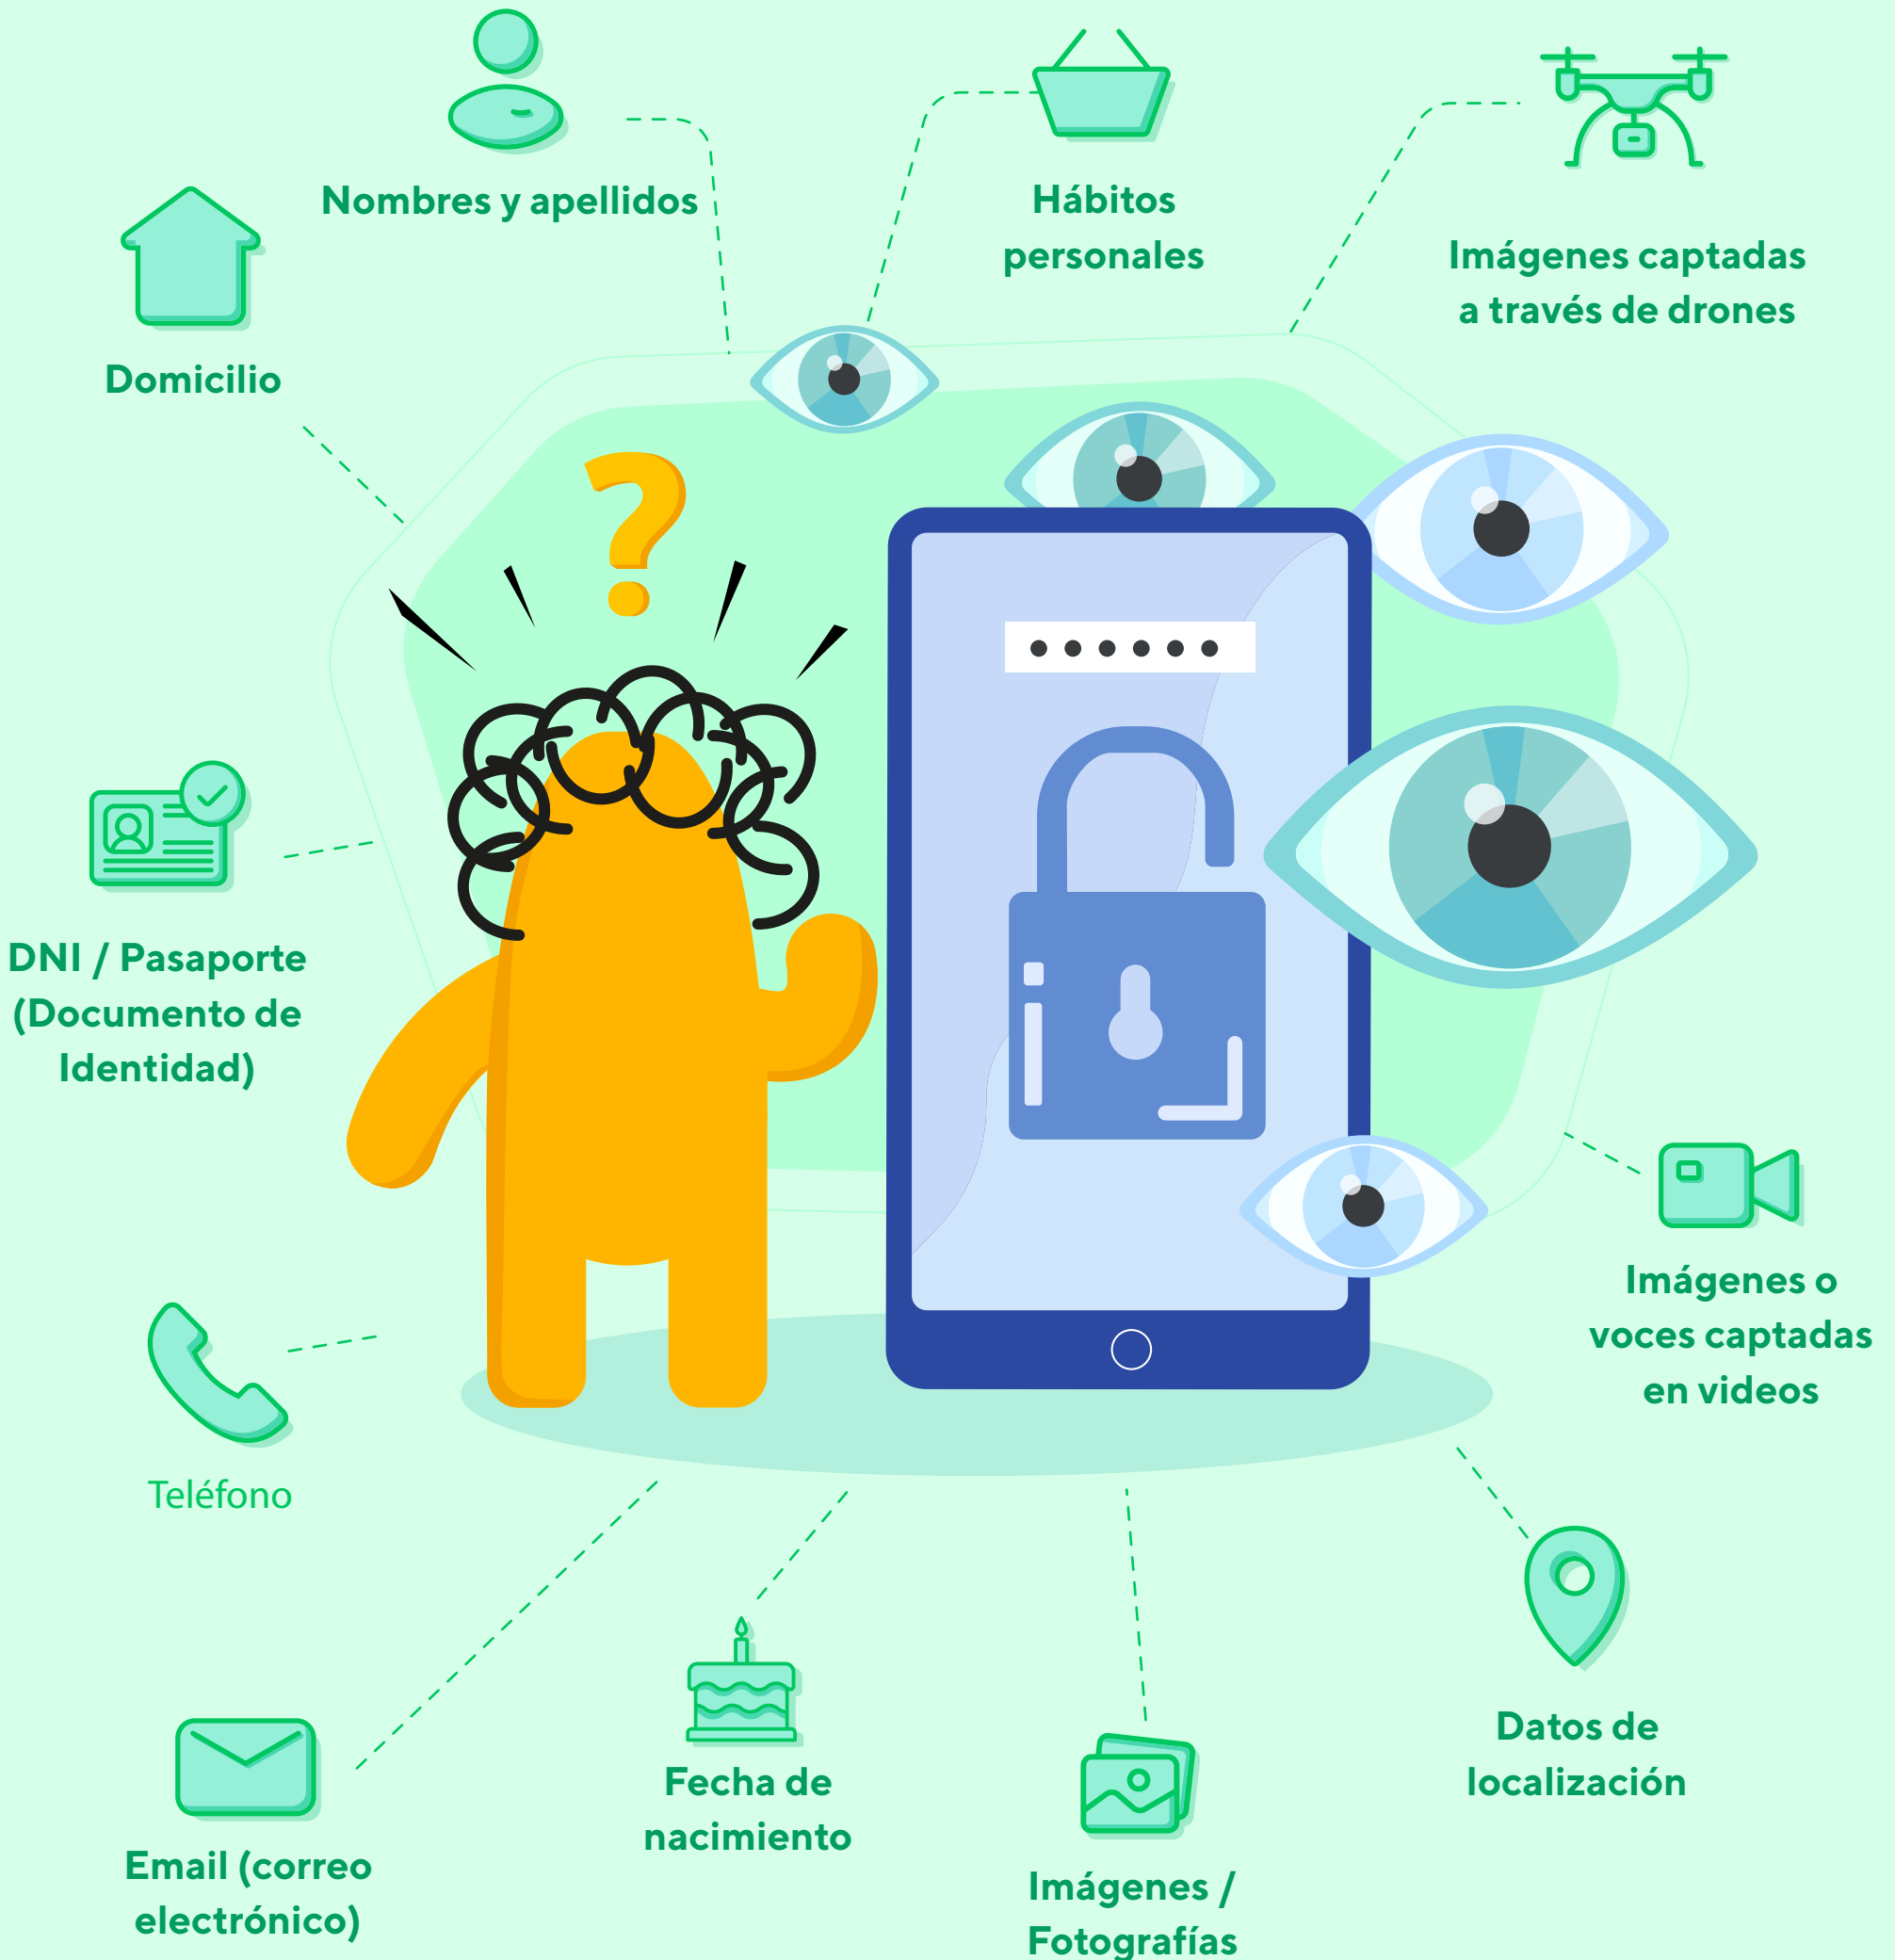 Nombres y apellidos
Hábitos
personales
Imágenes captadas
a través de drones
Domicilio
?
DNI / Pasaporte
(Documento de
Identidad)
Imágenes o
voces captadas
en videos
Teléfono
Datos de
localización
Fecha de
nacimiento
Email (correo
electrónico)
Imágenes /
Fotografías